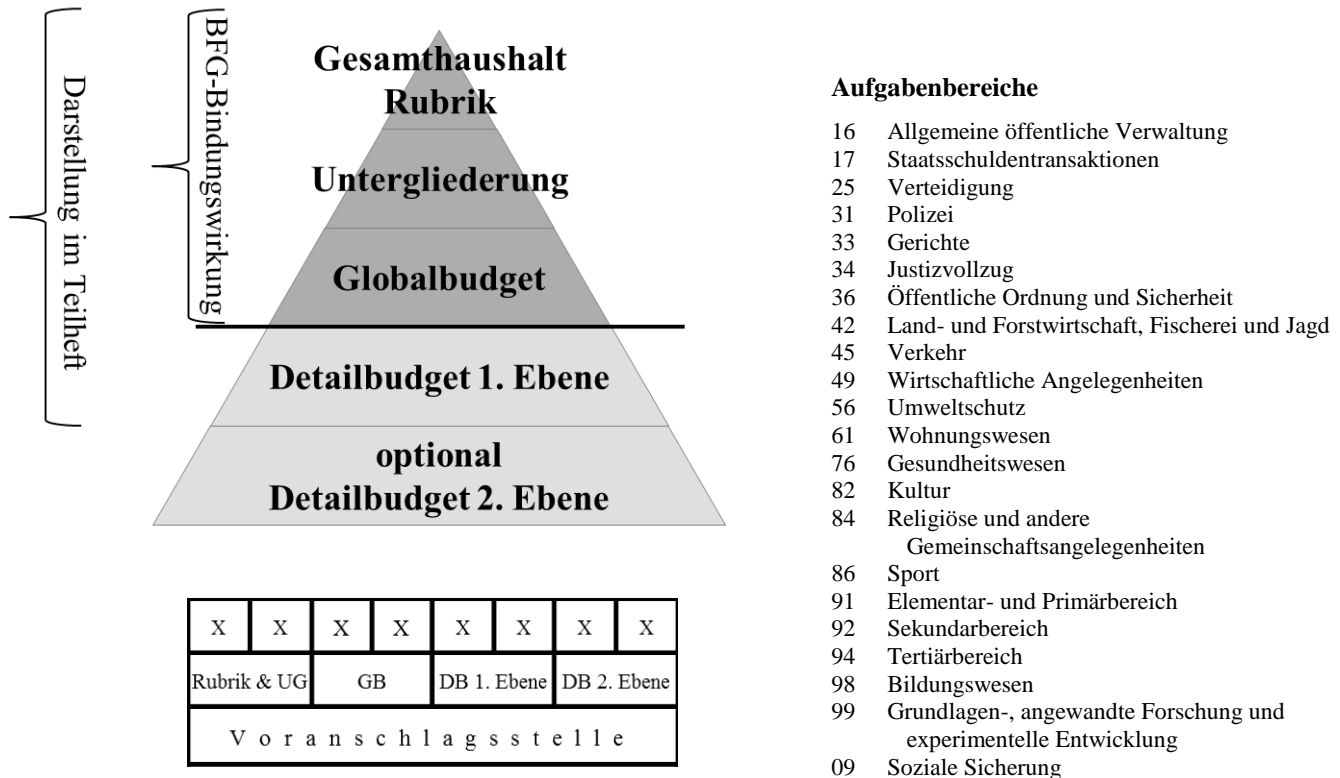 Darstellung im Teilheft
BFG-Bindungswirkung
Gesamthaushalt
Rubrik
Untergliederung
Globalbudget
Detailbudget 1. Ebene
optional
Detailbudget 2. Ebene
X X X X X X X X
Rubrik & UG GB DB 1. Ebene DB 2. Ebene
Voranschlagsstelle
Aufgabenbereiche
16 Allgemeine öffentliche Verwaltung
17 Staatsschuldentransaktionen
25 Verteidigung
31 Polizei
33 Gerichte
34 Justizvollzug
36 Öffentliche Ordnung und Sicherheit
42 Land- und Forstwirtschaft, Fischerei und Jagd
45 Verkehr
49 Wirtschaftliche Angelegenheiten
56 Umweltschutz
61 Wohnungswesen
76 Gesundheitswesen
82 Kultur
84 Religiöse und andere
Gemeinschaftsangelegenheiten
86 Sport
91 Elementar- und Primärbereich
92 Sekundarbereich
94 Tertiärbereich
98 Bildungswesen
99 Grundlagen-, angewandte Forschung und
experimentelle Entwicklung
09 Soziale Sicherung